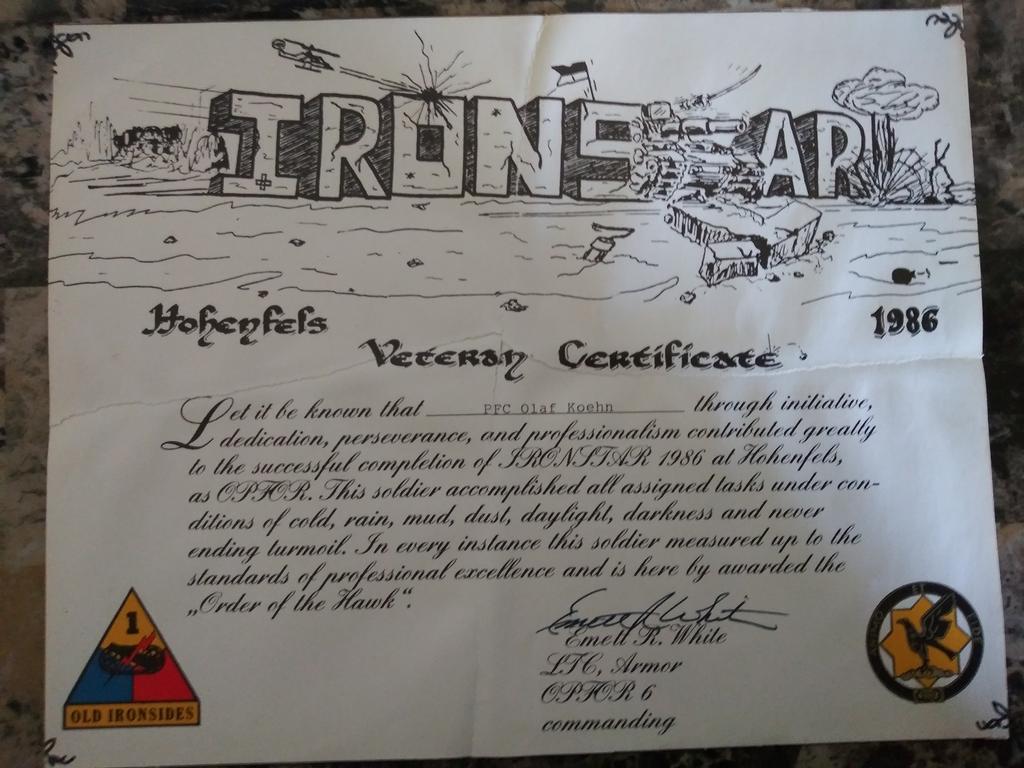 IRONSTAR
Hohenfels 1986
Veteran Certificate
Let it be known that PFC Olaf Koehn through initiative,
dedication, perseverance, and professionalism contributed greatly
to the successful completion of IRONSTAR 1986 at Hohenfels,
as OPFOR. This soldier accomplished all assigned tasks under con-
ditions of cold, rain, mud, dust, daylight, darkness and never
ending turmoil. In every instance this soldier measured up to the
standards of professional excellence and is here by awarded the
„Order of the Hawk“.
Emett R. White
LTC, Armor
OPFOR 6
commanding
1
OLD IRONSIDES